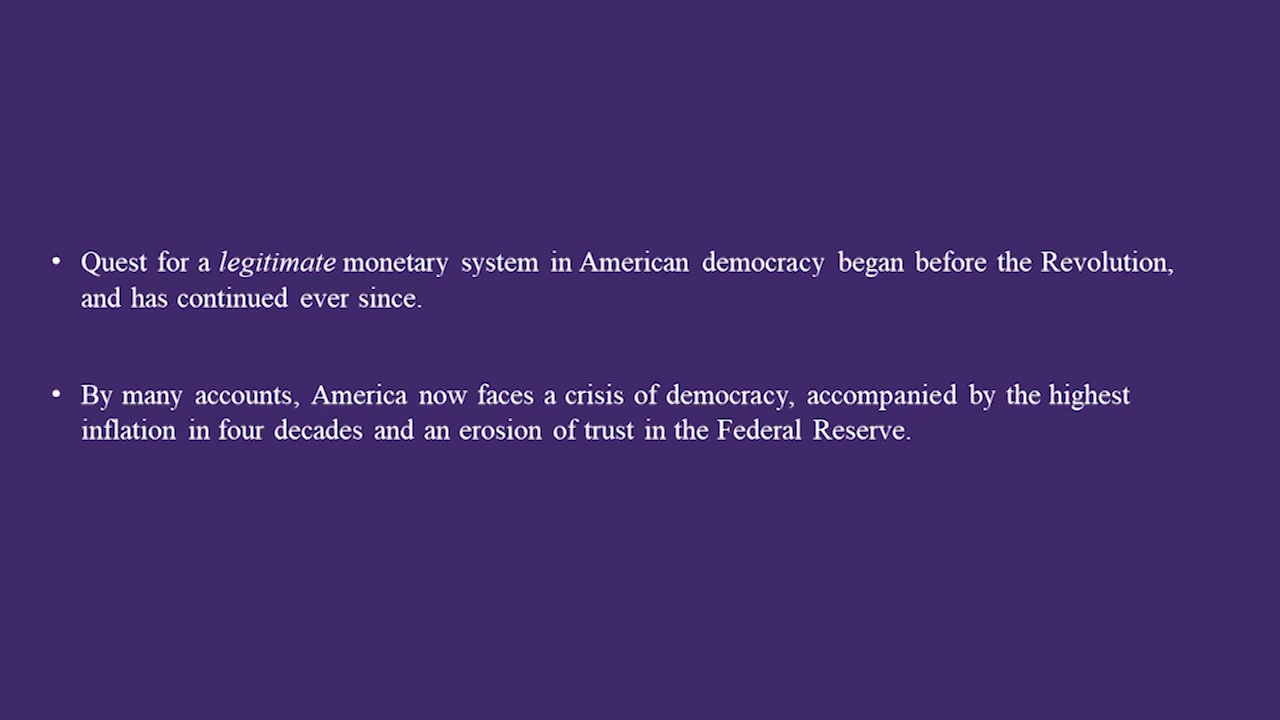 • Quest for a legitimate monetary system in American democracy began before the Revolution,
and has continued ever since.
• By many accounts, America now faces a crisis of democracy, accompanied by the highest
inflation in four decades and an erosion of trust in the Federal Reserve.